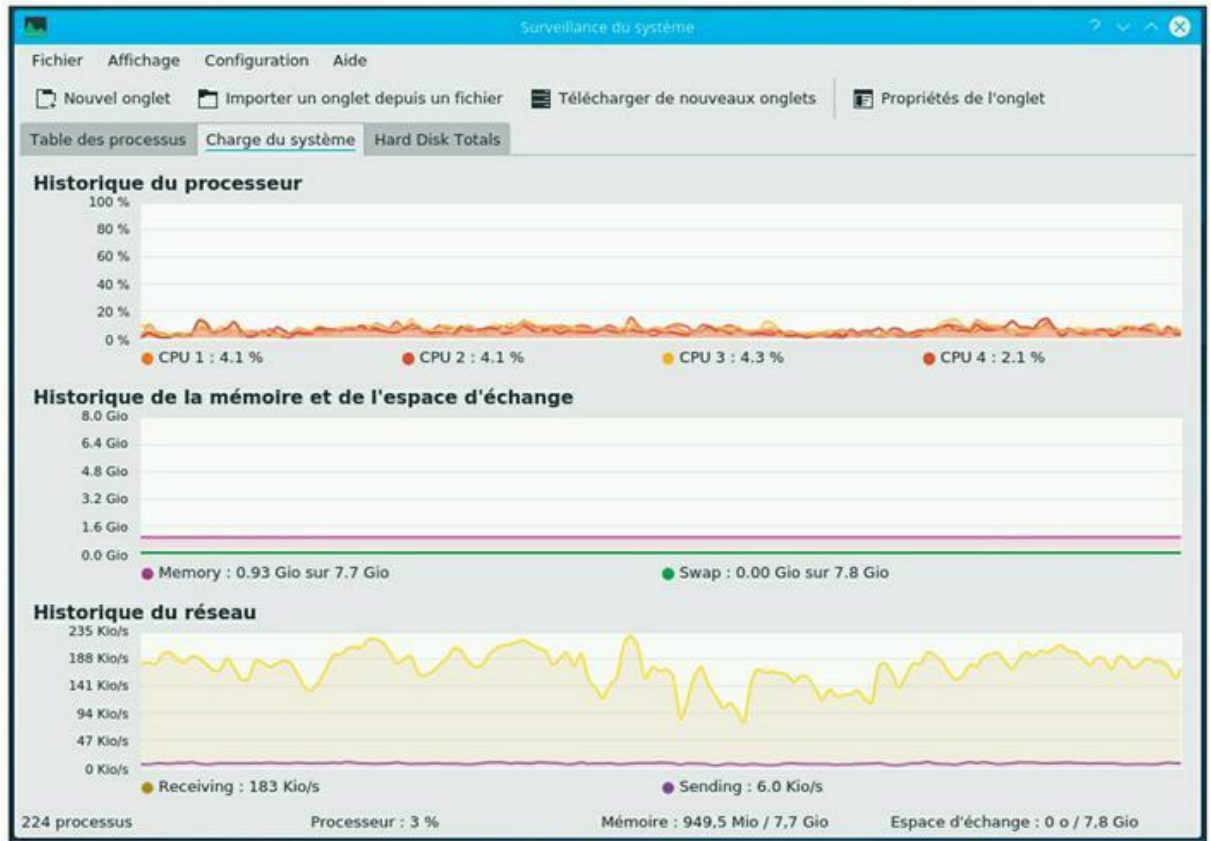 Surveillance du système
?
Fichier Affichage Configuration Aide
Nouvel onglet Importer un onglet depuis un fichier Télécharger de nouveaux onglets Propriétés de l'onglet
Table des processus Charge du système Hard Disk Totals
Historique du processeur
100 %
80 %
60 %
40 %
20 %
0 %
CPU 1 : 4.1 % CPU 2 : 4.1 % CPU 3 : 4.3 % CPU 4 : 2.1 %
Historique de la mémoire et de l'espace d'échange
8.0 Gio
6.4 Gio
4.8 Gio
3.2 Gio
1.6 Gio
0.0 Gio
Memory : 0.93 Gio sur 7.7 Gio Swap : 0.00 Gio sur 7.8 Gio
Historique du réseau
235 Kio/s
188 Kio/s
141 Kio/s
94 Kio/s
47 Kio/s
0 Kio/s
Receiving : 183 Kio/s Sending : 6.0 Kio/s
224 processus Processeur : 3 % Mémoire : 949,5 Mio / 7,7 Gio Espace d'échange : 0 o / 7,8 Gio